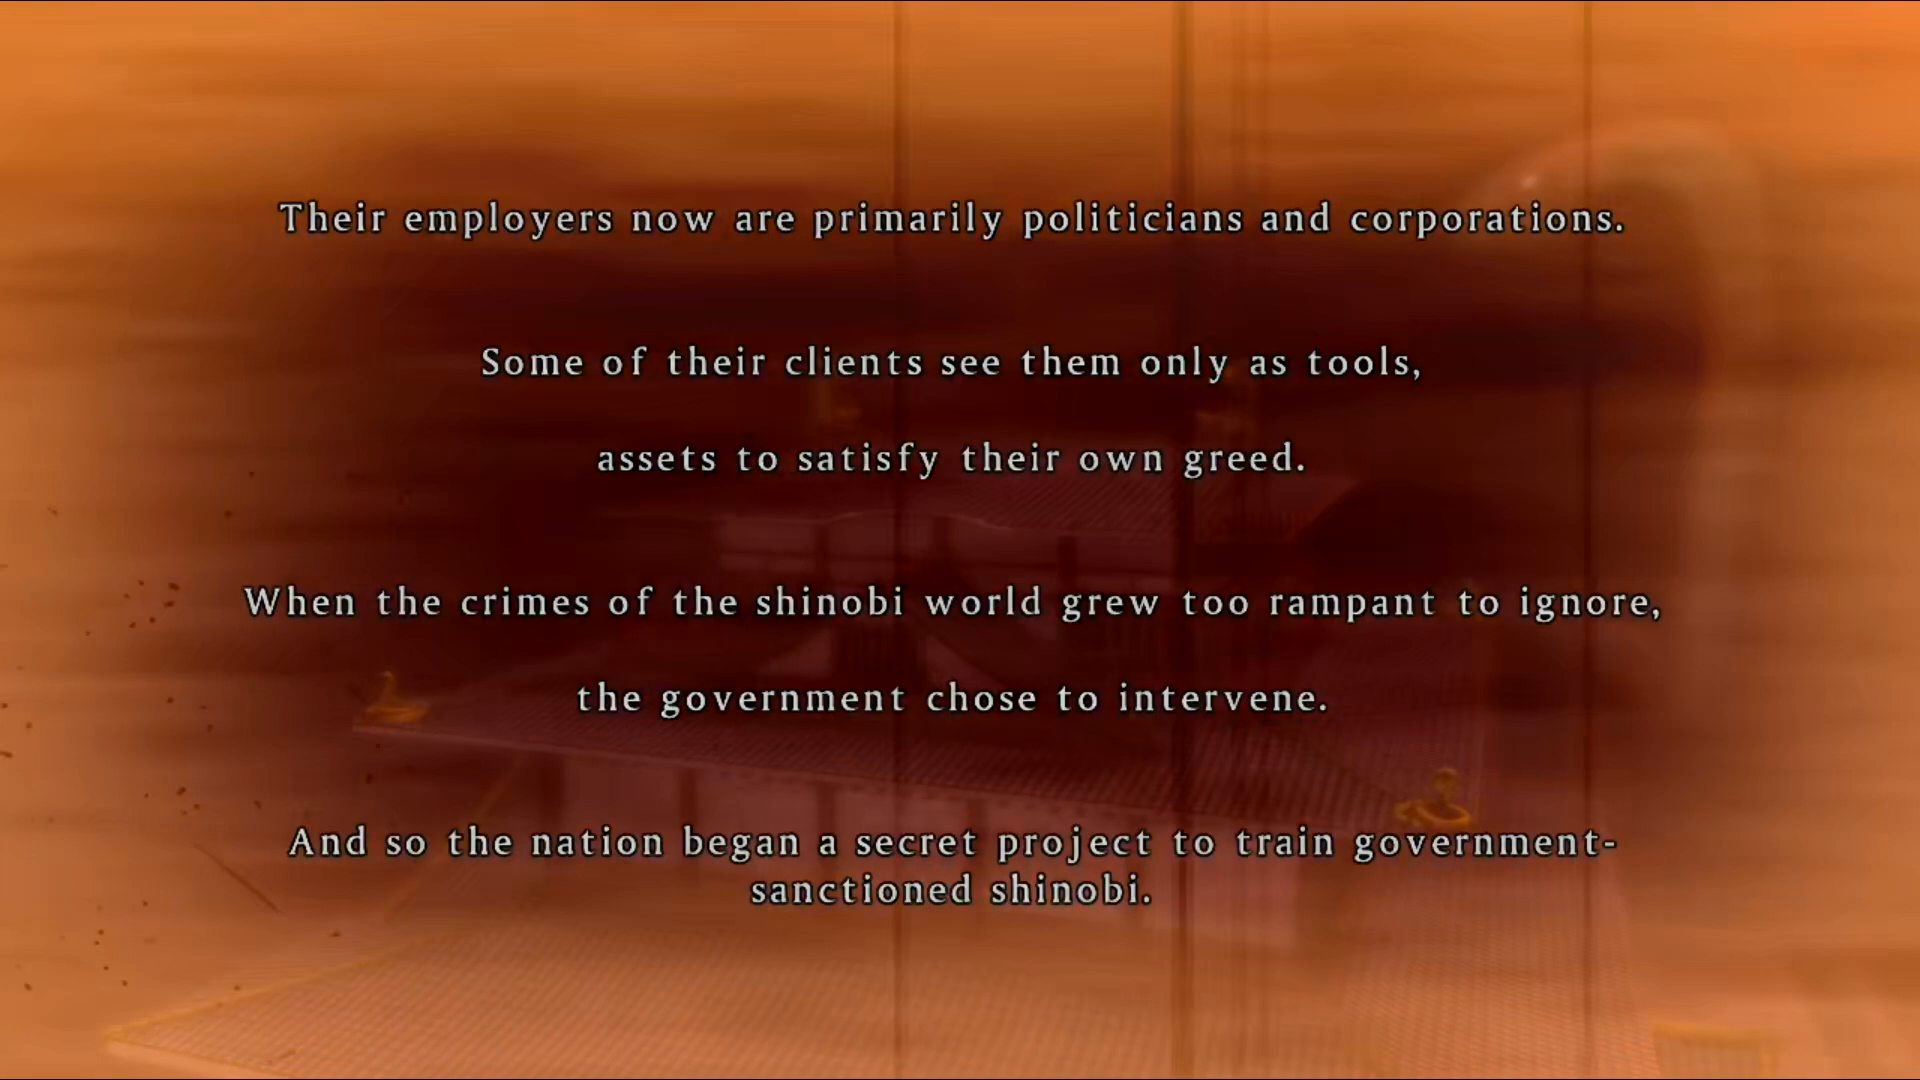 Their employers now are primarily politicians and corporations.
Some of their clients see them only as tools,
assets to satisfy their own greed.
When the crimes of the shinobi world grew too rampant to ignore,
the government chose to intervene.
And so the nation began a secret project to train government-
sanctioned shinobi.